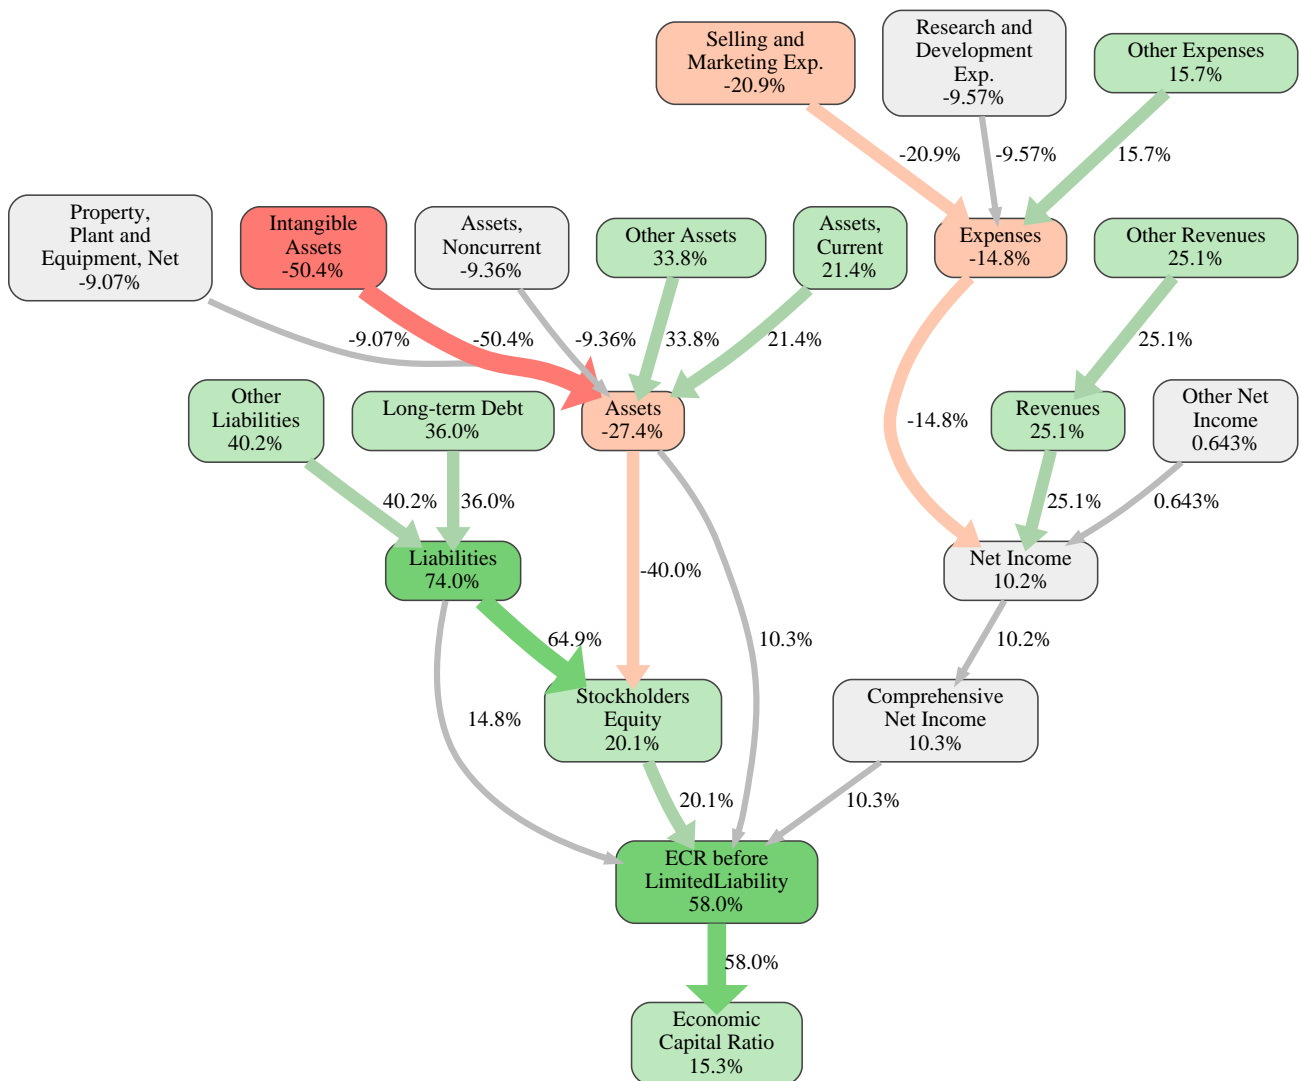 Selling and
Marketing Exp.
-20.9%
Research and
Development
Exp.
-9.57%
Other Expenses
15.7%
-20.9%
-9.57%
15.7%
Property,
Plant and
Equipment, Net
-9.07%
Intangible
Assets
-50.4%
Assets,
Noncurrent
-9.36%
Other Assets
33.8%
Assets,
Current
21.4%
Expenses
-14.8%
Other Revenues
25.1%
-9.07%
-50.4%
-9.36%
33.8%
21.4%
25.1%
Other
Liabilities
40.2%
Long-term Debt
36.0%
Assets
-27.4%
-14.8%
Revenues
25.1%
Other Net
Income
0.643%
40.2%
36.0%
25.1%
0.643%
Liabilities
74.0%
-40.0%
Net Income
10.2%
64.9%
10.3%
10.2%
14.8%
Stockholders
Equity
20.1%
Comprehensive
Net Income
10.3%
20.1%
10.3%
ECR before
LimitedLiability
58.0%
58.0%
Economic
Capital Ratio
15.3%